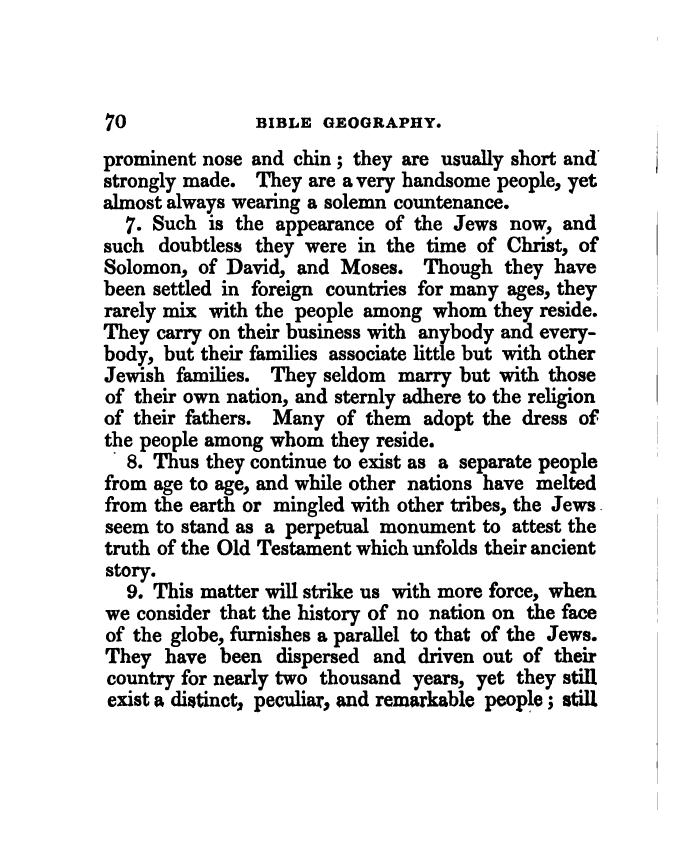 70 BIBLE GEOGRAPHY.
prominent nose and chin ; they are usually short and
strongly made. They are a very handsome people, yet
almost always wearing a solemn countenance.
7. Such is the appearance of the Jews now, and
such doubtless they were in the time of Christ, of
Solomon, of David, and Moses. Though they have
been settled in foreign countries for many ages, they
rarely mix with the people among whom they reside.
They carry on their business with anybody and every-
body, but their families associate little but with other
Jewish families. They seldom marry but with those
of their own nation, and sternly adhere to the religion
of their fathers. Many of them adopt the dress of
the people among whom they reside.
8. Thus they continue to exist as a separate people
from age to age, and while other nations have melted
from the earth or mingled with other tribes, the Jews
seem to stand as a perpetual monument to attest the
truth of the Old Testament which unfolds their ancient
story.
9. This matter will strike us with more force, when
we consider that the history of no nation on the face
of the globe, furnishes a parallel to that of the Jews.
They have been dispersed and driven out of their
country for nearly two thousand years, yet they still
exist a distinct, peculiar, and remarkable people ; still